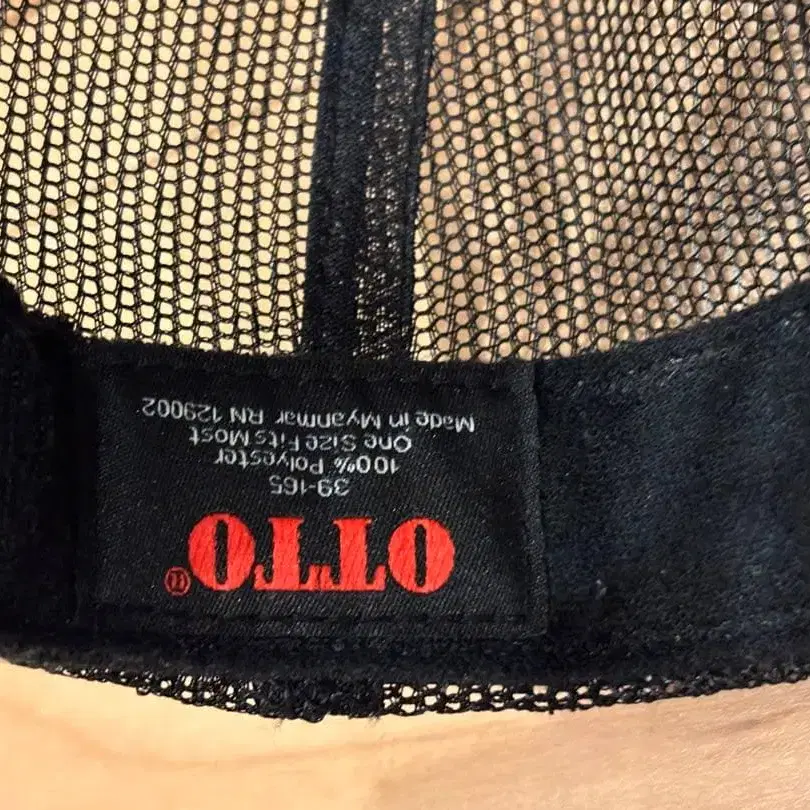 OTTO®
39-165
100% Polyester
One Size Fits Most
Made in Myanmar RN 129002